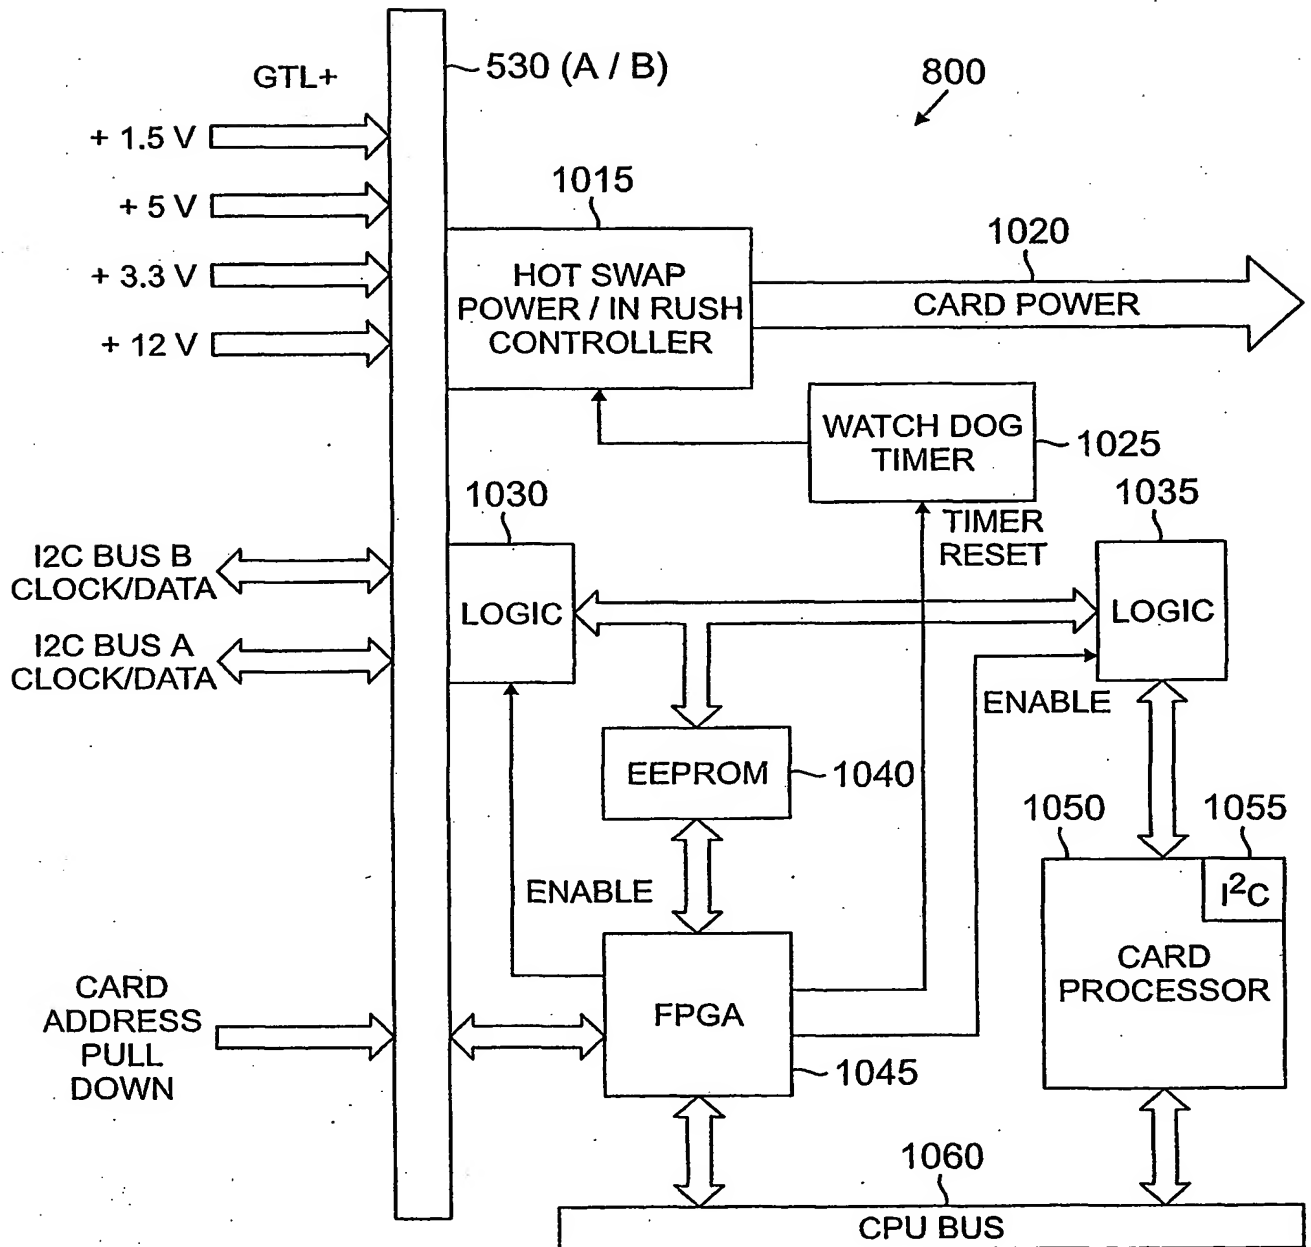 GTL+
530 (A / B)
800
+ 1.5 V
+ 5 V
+ 3.3 V
+ 12 V
1015
HOT SWAP
POWER / IN RUSH
CONTROLLER
1020
CARD POWER
WATCH DOG
TIMER
1025
TIMER
RESET
1030
LOGIC
1035
LOGIC
I2C BUS B
CLOCK/DATA
I2C BUS A
CLOCK/DATA
ENABLE
EEPROM
1040
ENABLE
1050
1055
I²C
CARD
PROCESSOR
CARD
ADDRESS
PULL
DOWN
FPGA
1045
1060
CPU BUS